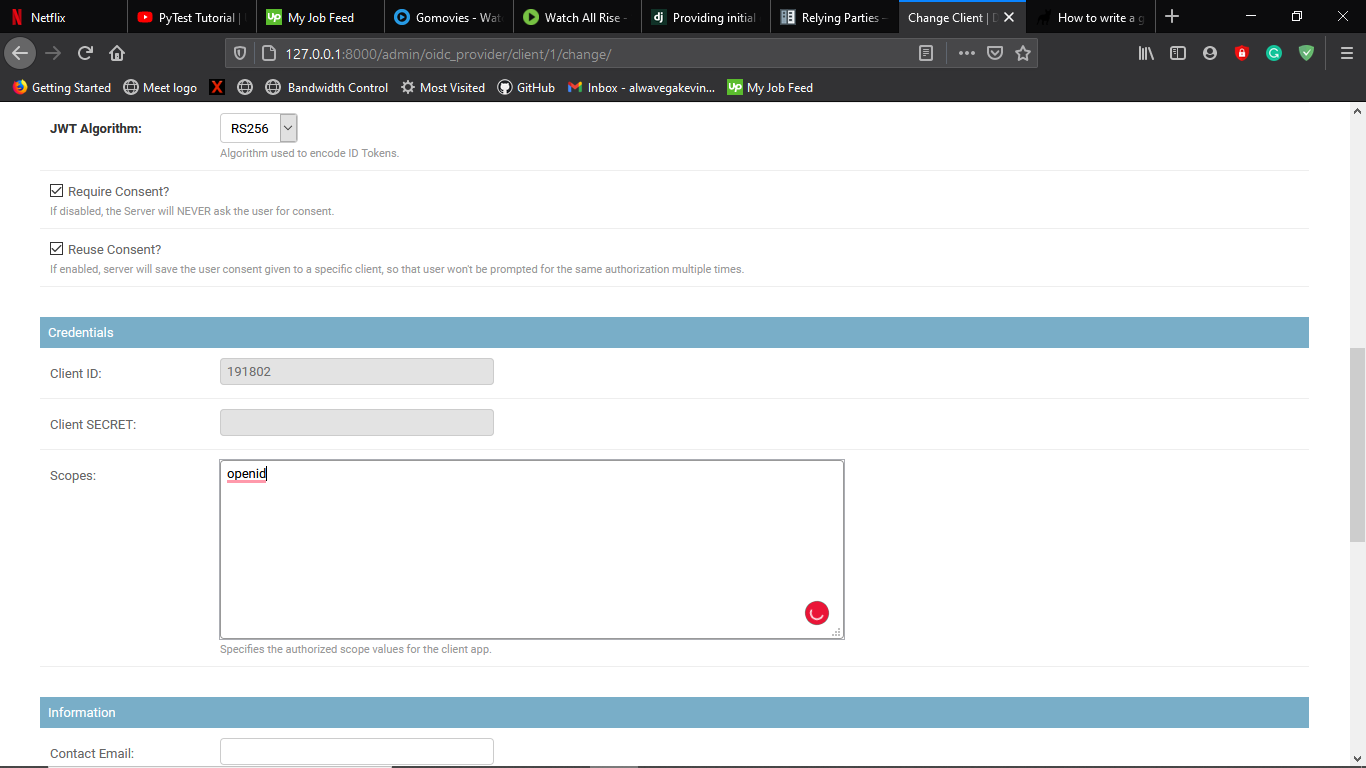 Netflix
PyTest Tutorial |
Up My Job Feed
Gomovies - Wat
Watch All Rise -
dj Providing initial
Relying Parties —
Change Client | D
How to write a g
127.0.0.1:8000/admin/oidc_provider/client/1/change/
Getting Started
Meet logo
X
Bandwidth Control
Most Visited
GitHub
Inbox - alwavegakevin...
Up My Job Feed
JWT Algorithm:
RS256
Algorithm used to encode ID Tokens.
Require Consent?
If disabled, the Server will NEVER ask the user for consent.
Reuse Consent?
If enabled, server will save the user consent given to a specific client, so that user won't be prompted for the same authorization multiple times.
Credentials
Client ID:
191802
Client SECRET:
Scopes:
openid
Specifies the authorized scope values for the client app.
Information
Contact Email: